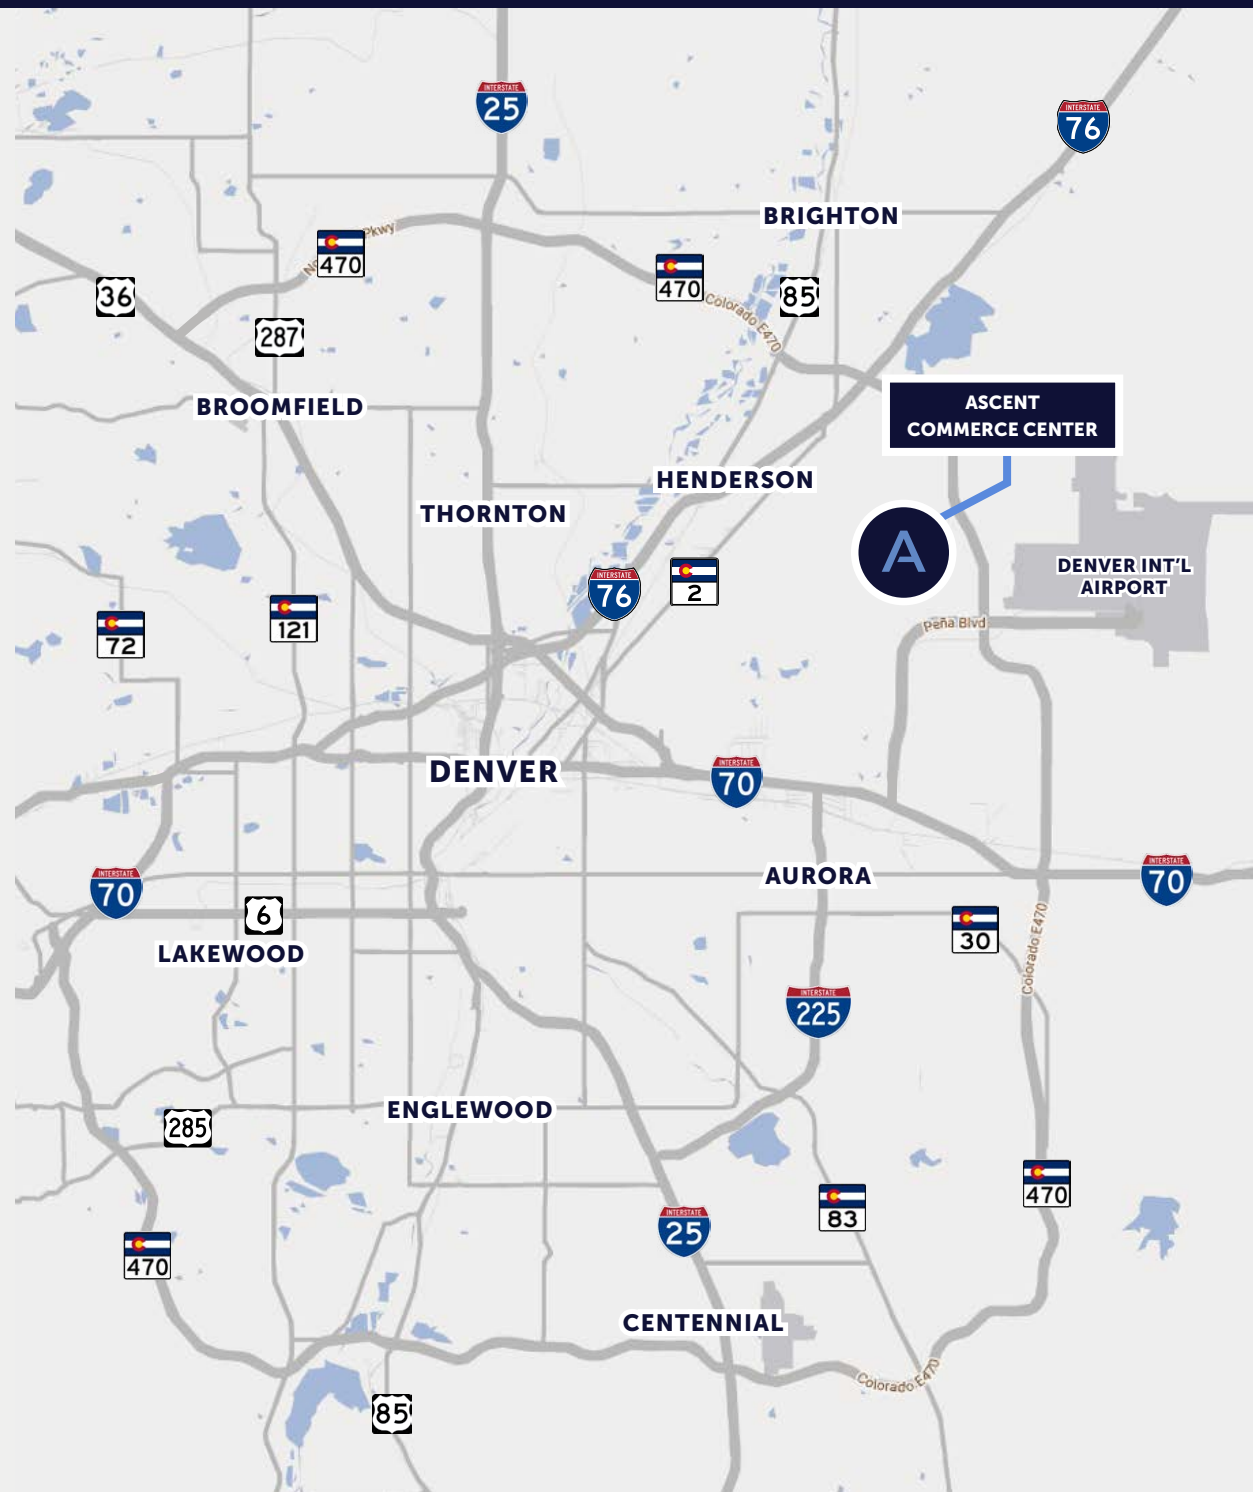 INTERSTATE
25
INTERSTATE
76
BRIGHTON
Pkwy
470
470
36
85
Colorado E470
287
BROOMFIELD
ASCENT
COMMERCE CENTER
HENDERSON
THORNTON
A
DENVER INT'L
AIRPORT
INTERSTATE
76
2
121
72
Peña Blvd
DENVER
INTERSTATE
70
AURORA
INTERSTATE
70
INTERSTATE
70
6
30
LAKEWOOD
Colorado E470
INTERSTATE
225
ENGLEWOOD
285
470
83
INTERSTATE
25
470
CENTENNIAL
Colorado E470
85